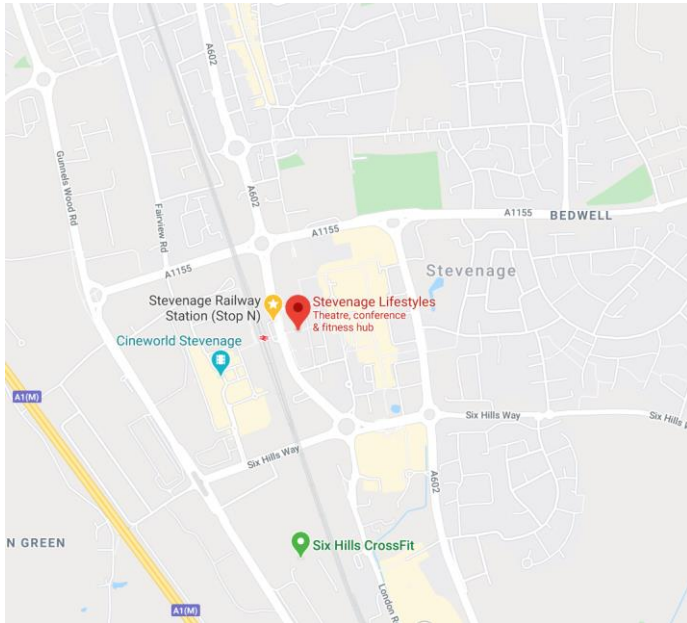 A602
Gunnels Wood Rd
Fairview Rd
A602
A1155
BEDWELL
A1155
A1155
Stevenage
Stevenage Railway
Station (Stop N)
Stevenage Lifestyles
Theatre, conference
& fitness hub
Cineworld Stevenage
A1(M)
Six Hills Way
Six Hills
Six Hills Way
A602
N GREEN
Six Hills CrossFit
London R
A1(M)